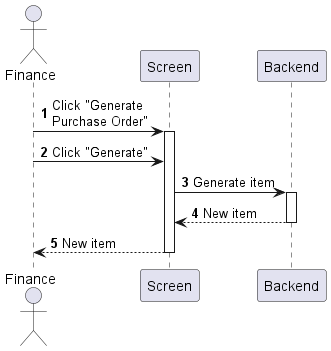 Finance
Screen
Backend
1 Click "Generate
Purchase Order"
2 Click "Generate"
3 Generate item
4 New item
5 New item
Finance
Screen
Backend